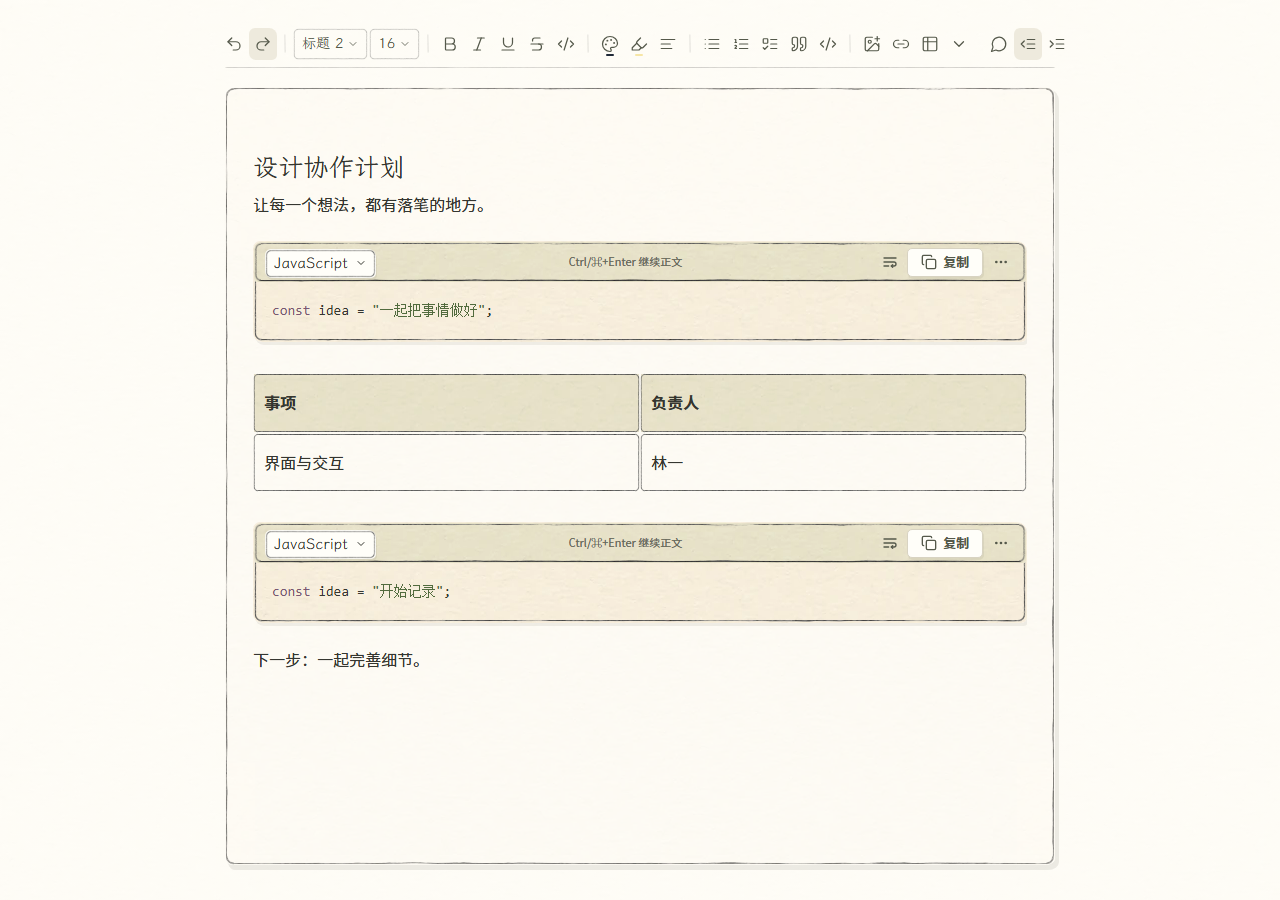 标题 2 16
设计协作计划
让每一个想法，都有落笔的地方。
JavaScript Ctrl/⌘+Enter 继续正文 复制
const idea = "一起把事情做好";
事项 负责人
界面与交互 林一
JavaScript Ctrl/⌘+Enter 继续正文 复制
const idea = "开始记录";
下一步：一起完善细节。